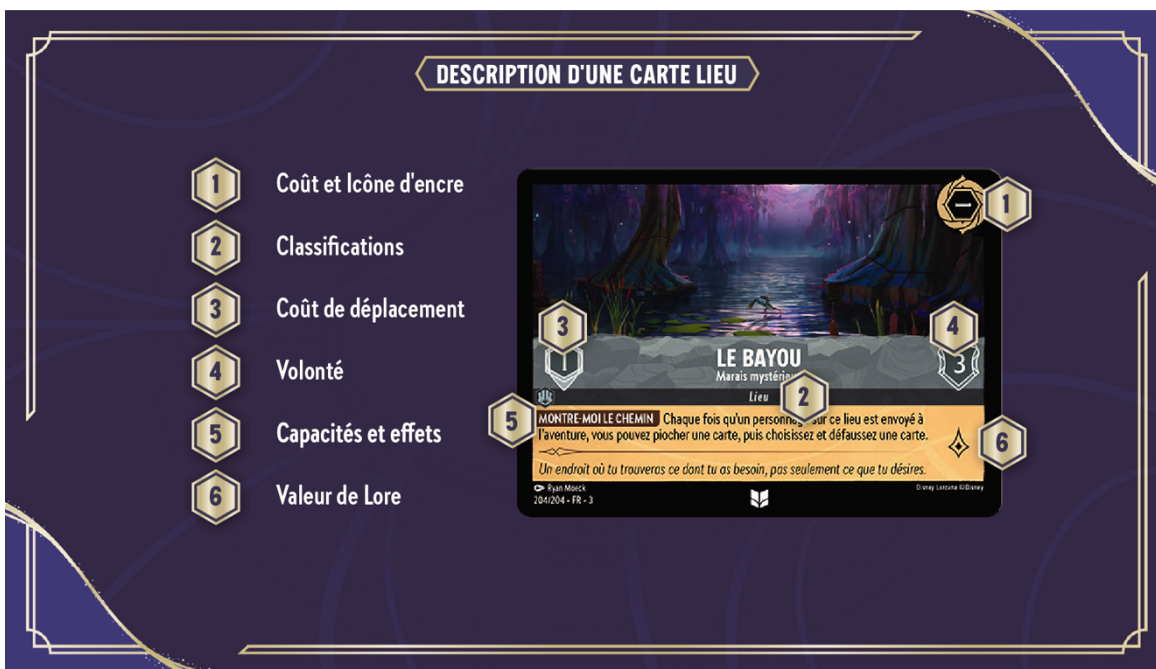 DESCRIPTION D'UNE CARTE LIEU
1 Coût et Icône d'encre
2 Classifications
3 Coût de déplacement
4 Volonté
5 Capacités et effets
6 Valeur de Lore
1
3
4
1
LE BAYOU
3
Marais
Lieu
2
5
MONTRE-MOI LE CHEMIN Chaque fois qu'un sur ce lieu est envoyé à
l'aventure, vous pouvez piocher une carte, puis choisissez et défaussez une carte.
6
Un endroit où tu trouveras ce dont tu as besoin, pas seulement ce que tu désires.
Ryan Moeck
Disney Lorcana ©Disney
204/204 • FR • 3